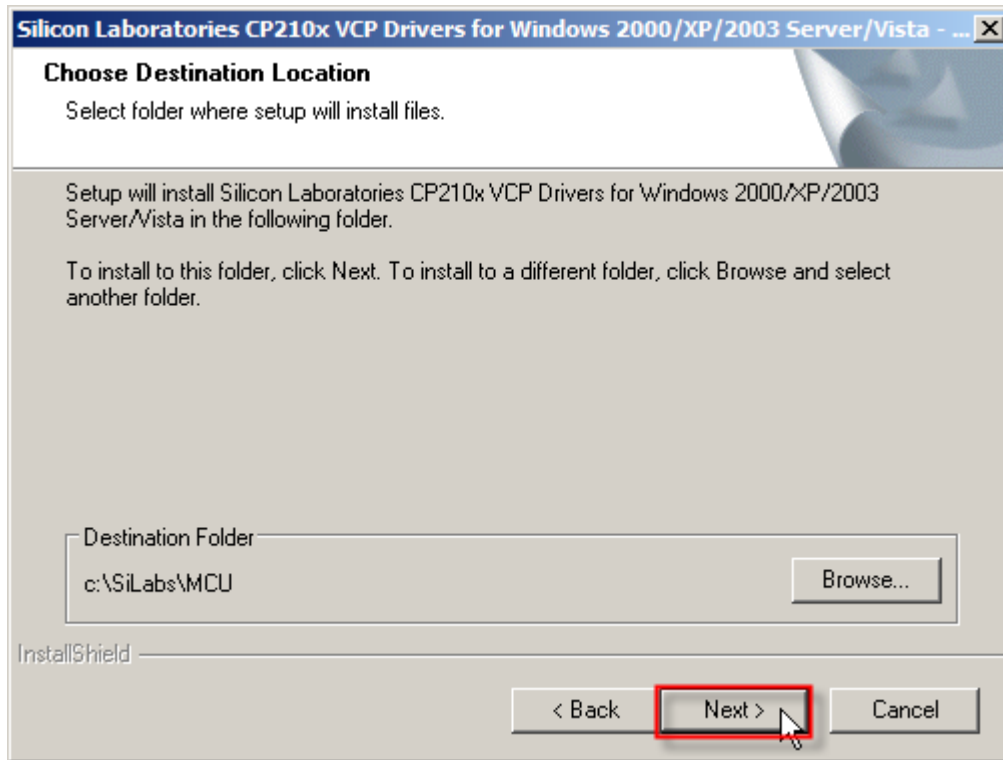 Silicon Laboratories CP210x VCP Drivers for Windows 2000/XP/2003 Server/Vista - ...
Choose Destination Location
Select folder where setup will install files.
Setup will install Silicon Laboratories CP210x VCP Drivers for Windows 2000/XP/2003
Server/Vista in the following folder.
To install to this folder, click Next. To install to a different folder, click Browse and select
another folder.
Destination Folder
c:\SiLabs\MCU
Browse...
InstallShield
< Back
Next >
Cancel